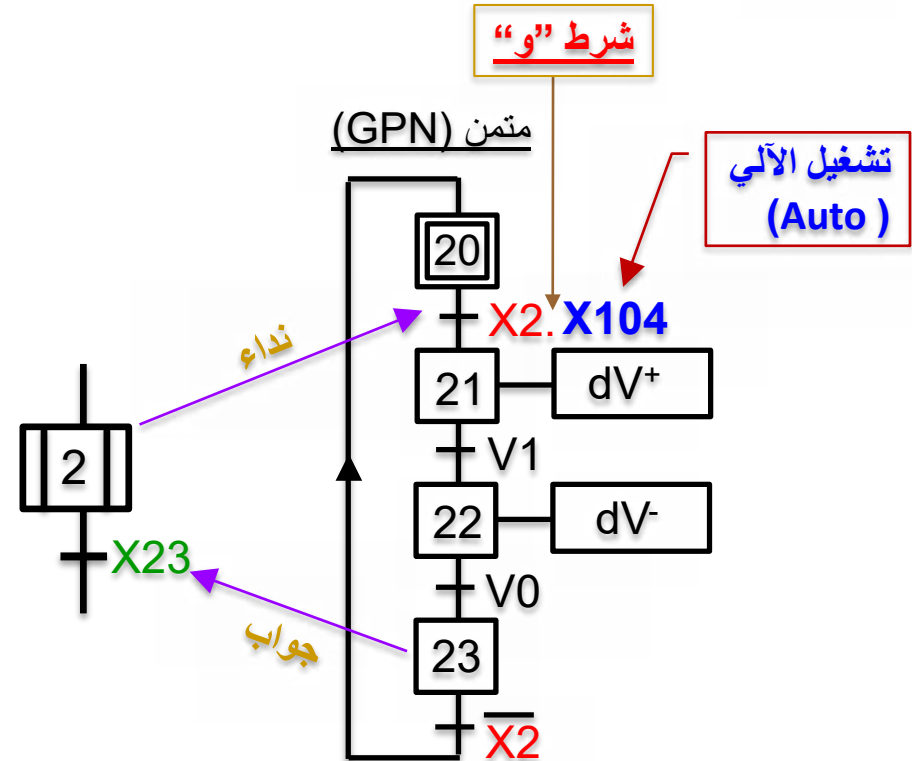 شرط ”و“
متمن (GPN)
تشغيل الآلي
(Auto )
20
X2. X104
نداء
21
dV+
2
V1
22
dV-
X23
V0
جواب
23
X̅2̅